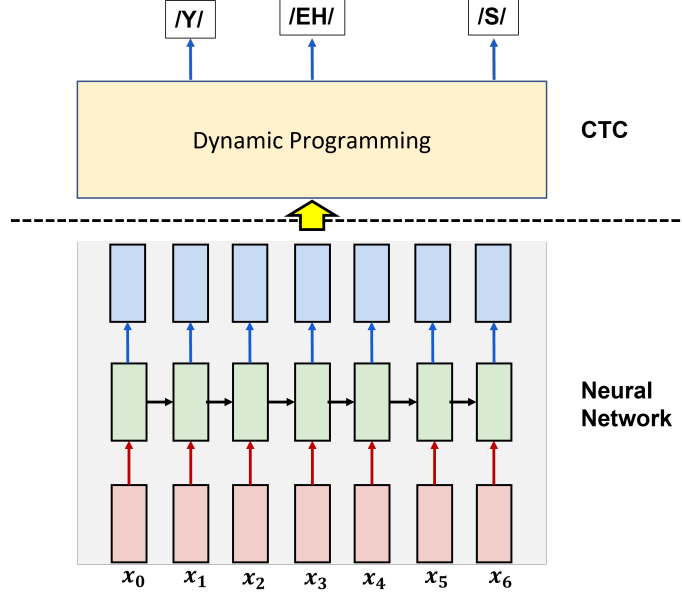 /Y/ /EH/ /S/
Dynamic Programming
CTC
Neural
Network
x₀ x₁ x₂ x₃ x₄ x₅ x₆